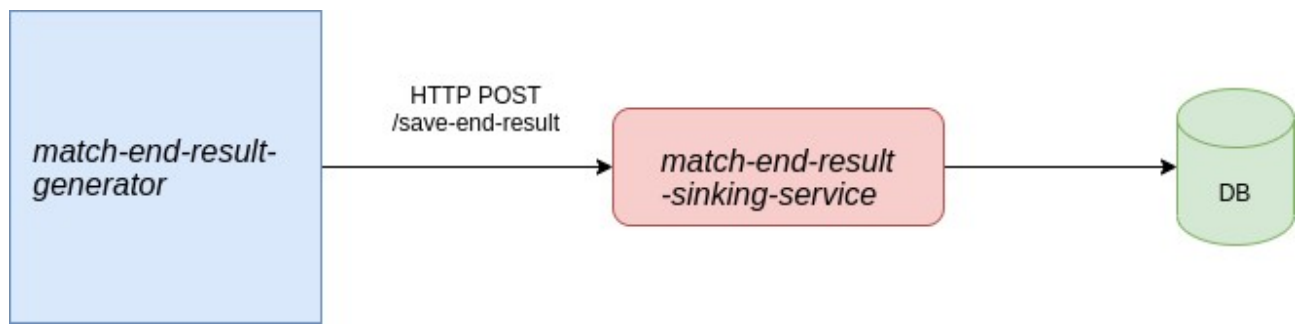 match-end-result-
generator
HTTP POST
/save-end-result
match-end-result
-sinking-service
DB